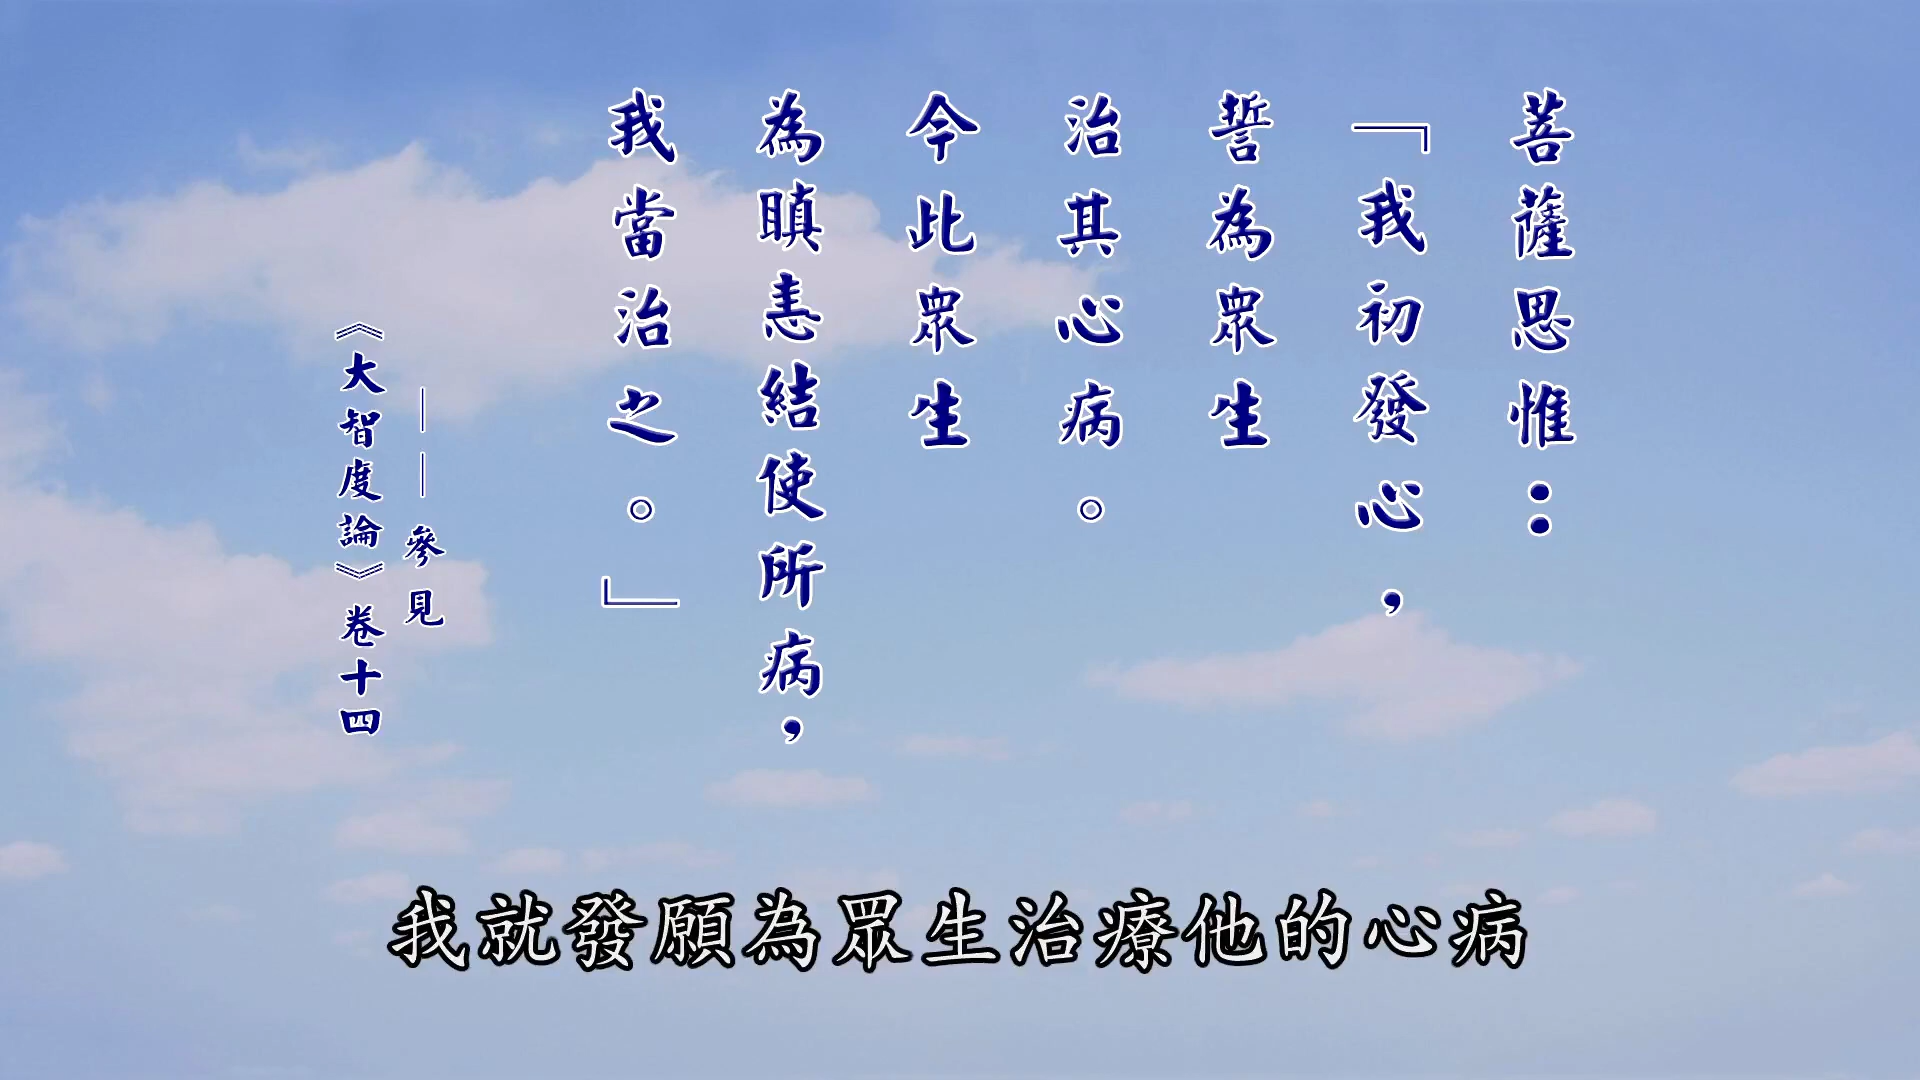 菩薩思惟：
「我初發心，
誓為眾生
治其心病。
今此眾生
為瞋恚結使所病，
我當治之。」
——參見
《大智度論》卷十四
我就發願為眾生治療他的心病